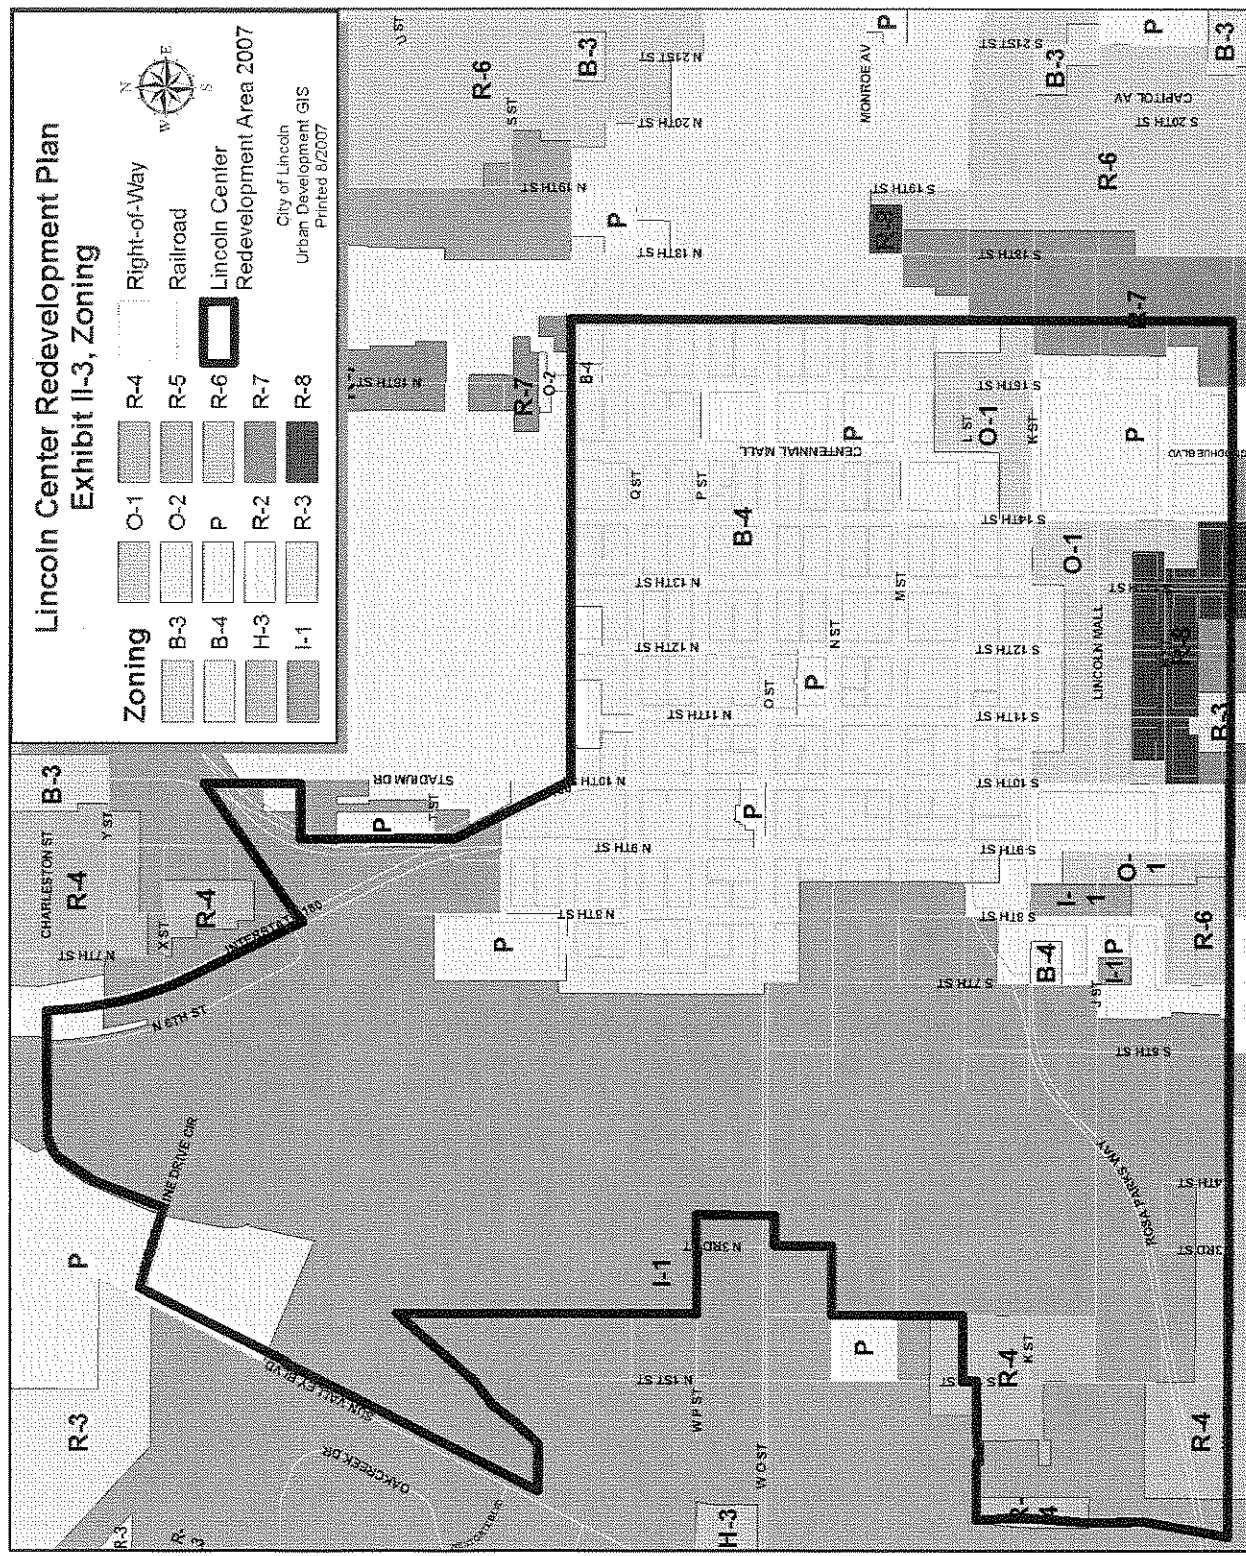 Lincoln Center Redevelopment Plan
Exhibit II-3, Zoning
Zoning
B-3
B-4
H-3
I-1
O-1
O-2
P
R-2
R-3
R-4
R-5
R-6
R-7
R-8
Right-of-Way
Railroad
Lincoln Center
Redevelopment Area 2007
City of Lincoln
Urban Development GIS
Printed 8/2007
N
E
S
W
R-3
R-3
R-3
P
SUN VALLEY BLVD.
OAKCREEK DR
N 6TH ST
N 7TH ST
CHARLESTON ST
R-4
X ST
R-4
Y ST
B-3
P
T ST
STADIUM DR
N 16TH ST
R-7
O-2
B-4
N 19TH ST
S ST
R-6
U ST
B-3
N 21ST ST
N 20TH ST
P
N 18TH ST
H-3
W P ST
W O ST
N 1ST ST
I-1
N 3RD ST
P
P
N 8TH ST
N 9TH ST
N 10TH ST
N 11TH ST
N 12TH ST
N 13TH ST
Q ST
P ST
B-4
O ST
P
P
N ST
M ST
CENTENNIAL MALL
P
MONROE AV
P
R-8
S 19TH ST
S 18TH ST
R-7
R-6
S 20TH ST
CAPITOL AV
S 21ST ST
B-3
P
B-3
R-4
K ST
R-4
ROSA PARKS WAY
4TH ST
3RD ST
S 7TH ST
S 8TH ST
S 9TH ST
S 10TH ST
S 11TH ST
S 12TH ST
S 14TH ST
S 16TH ST
B-4
I-1
I-1
P
J ST
O-1
R-6
LINCOLN MALL
R-8
B-3
O-1
L ST
O-1
K ST
P